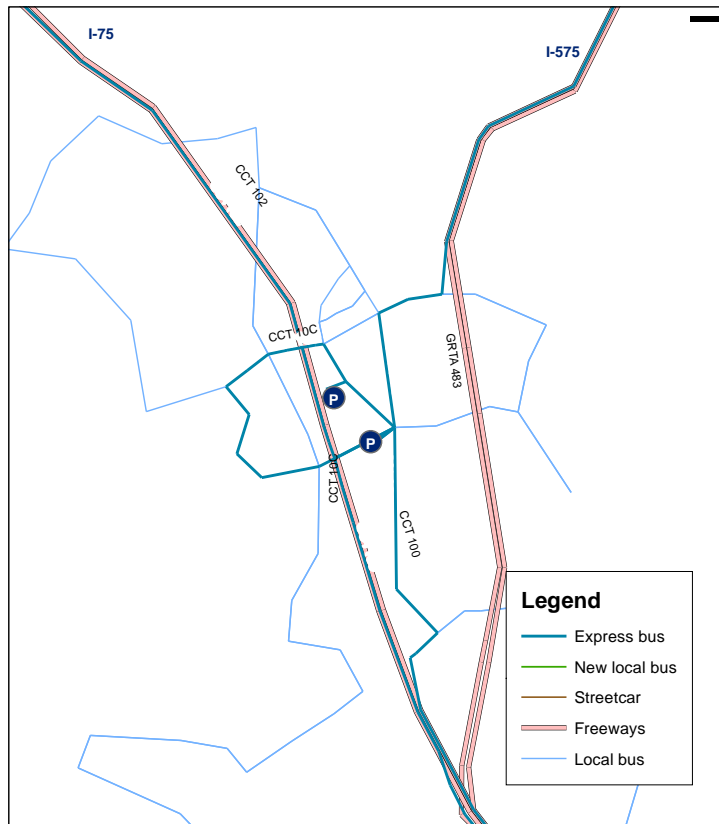 I-75
I-575
CCT 102
CCT 10C
GRTA 483
P
P
CCT 10C
CCT 100
Legend
Express bus
New local bus
Streetcar
Freeways
Local bus